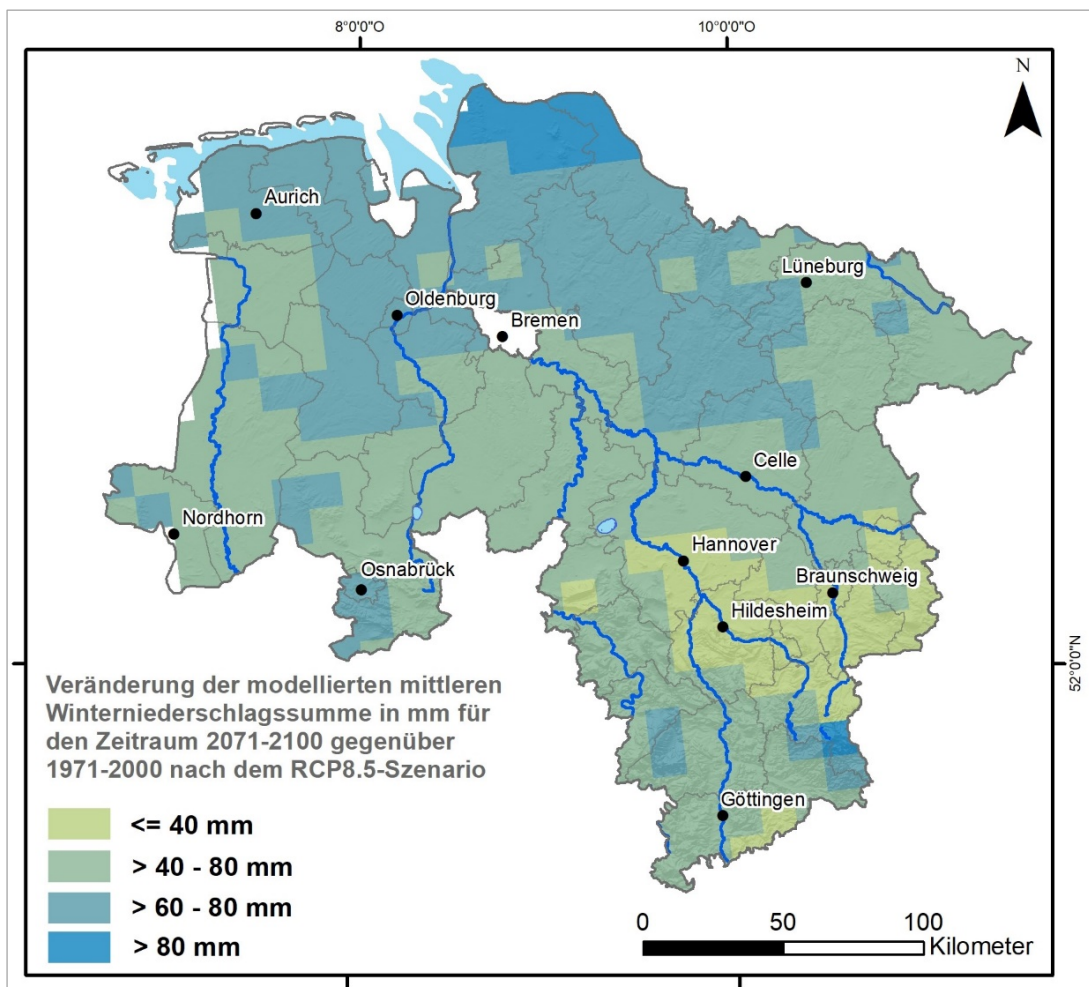 8°0'0"O
10°0'0"O
N
Aurich
Lüneburg
Oldenburg
Bremen
Celle
Nordhorn
Hannover
Osnabrück
Braunschweig
Hildesheim
52°0'0"N
Göttingen
Veränderung der modellierten mittleren
Winterniederschlagssumme in mm für
den Zeitraum 2071-2100 gegenüber
1971-2000 nach dem RCP8.5-Szenario
<= 40 mm
> 40 - 80 mm
> 60 - 80 mm
> 80 mm
0 50 100
Kilometer